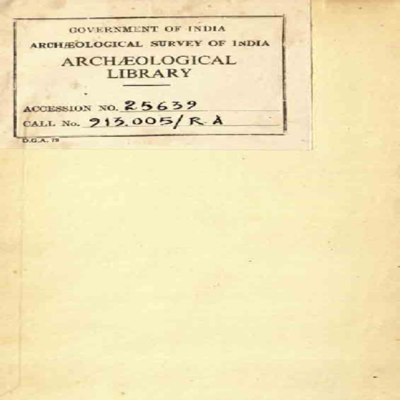 GOVERNMENT OF INDIA
ARCHÆOLOGICAL SURVEY OF INDIA
ARCHÆOLOGICAL
LIBRARY
ACCESSION NO. 25639
CALL No. 913.005/R.A
D.G.A. 79